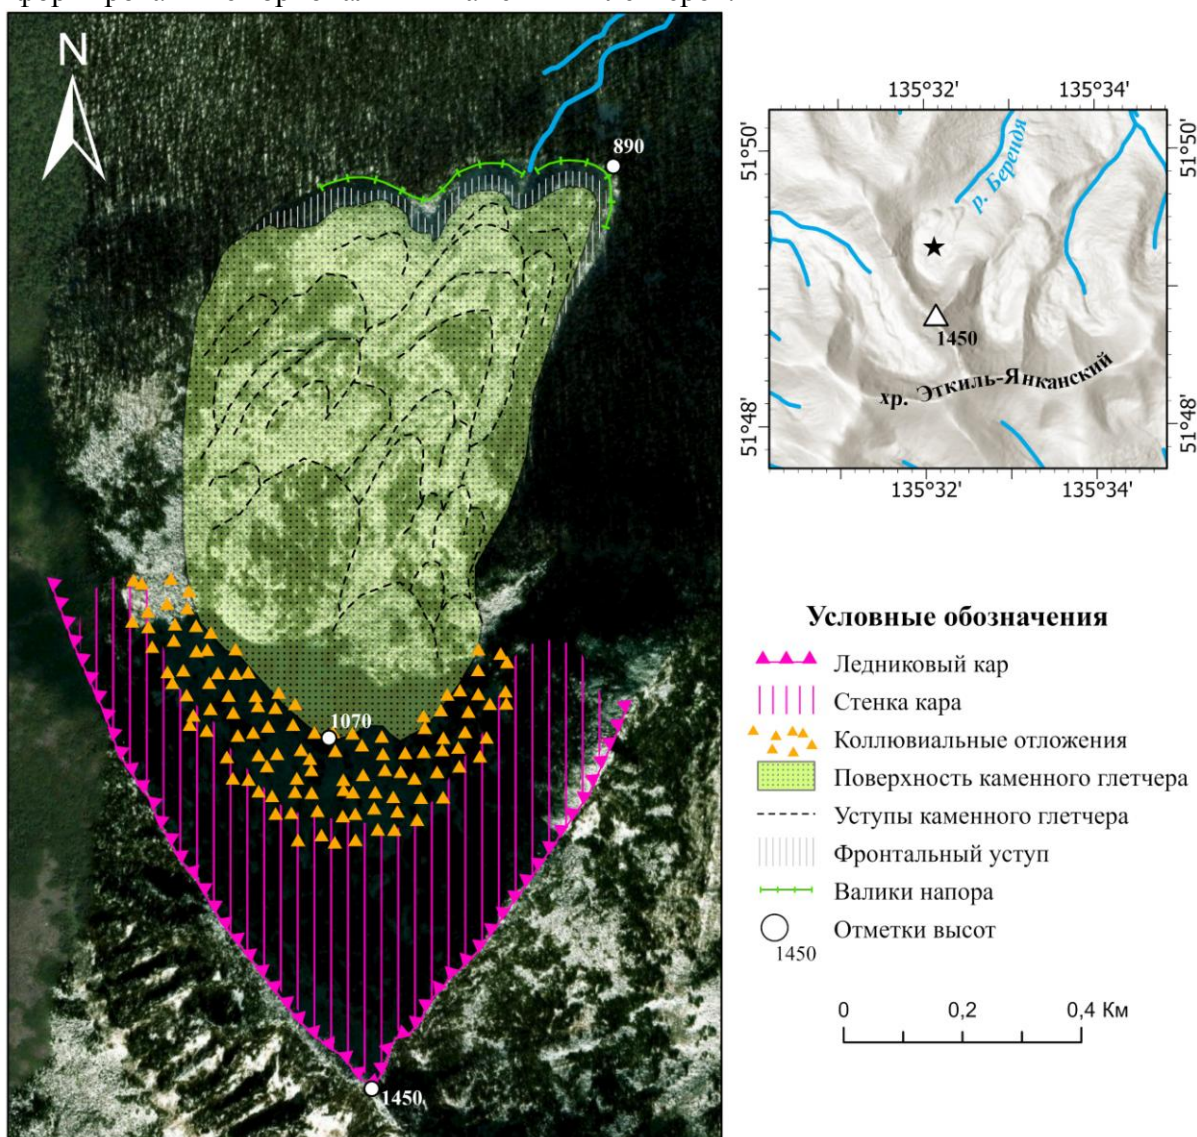 N
890
1070
1450
135°32'
135°34'
51°50'
51°50'
р. Берендя
1450
хр. Эткиль-Янканский
51°48'
51°48'
135°32'
135°34'
Условные обозначения
Ледниковый кар
Стенка кара
Коллювиальные отложения
Поверхность каменного глетчера
Уступы каменного глетчера
Фронтальный уступ
Валики напора
Отметки высот
1450
0 0,2 0,4 Км